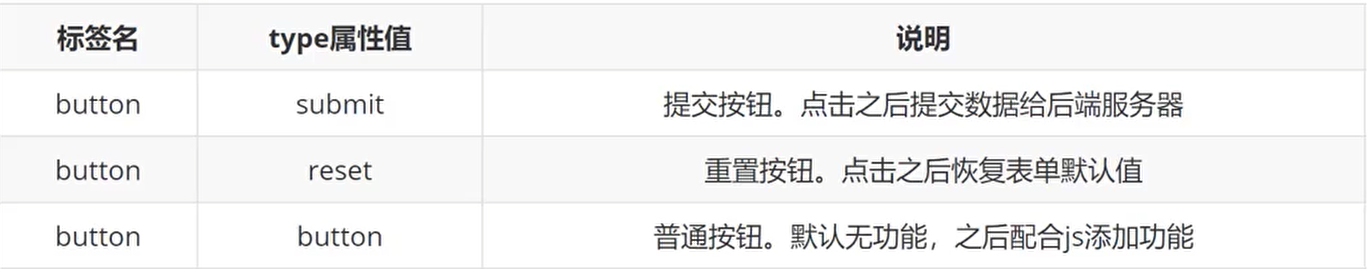 标签名 type属性值 说明
button submit 提交按钮。点击之后提交数据给后端服务器
button reset 重置按钮。点击之后恢复表单默认值
button button 普通按钮。默认无功能，之后配合js添加功能